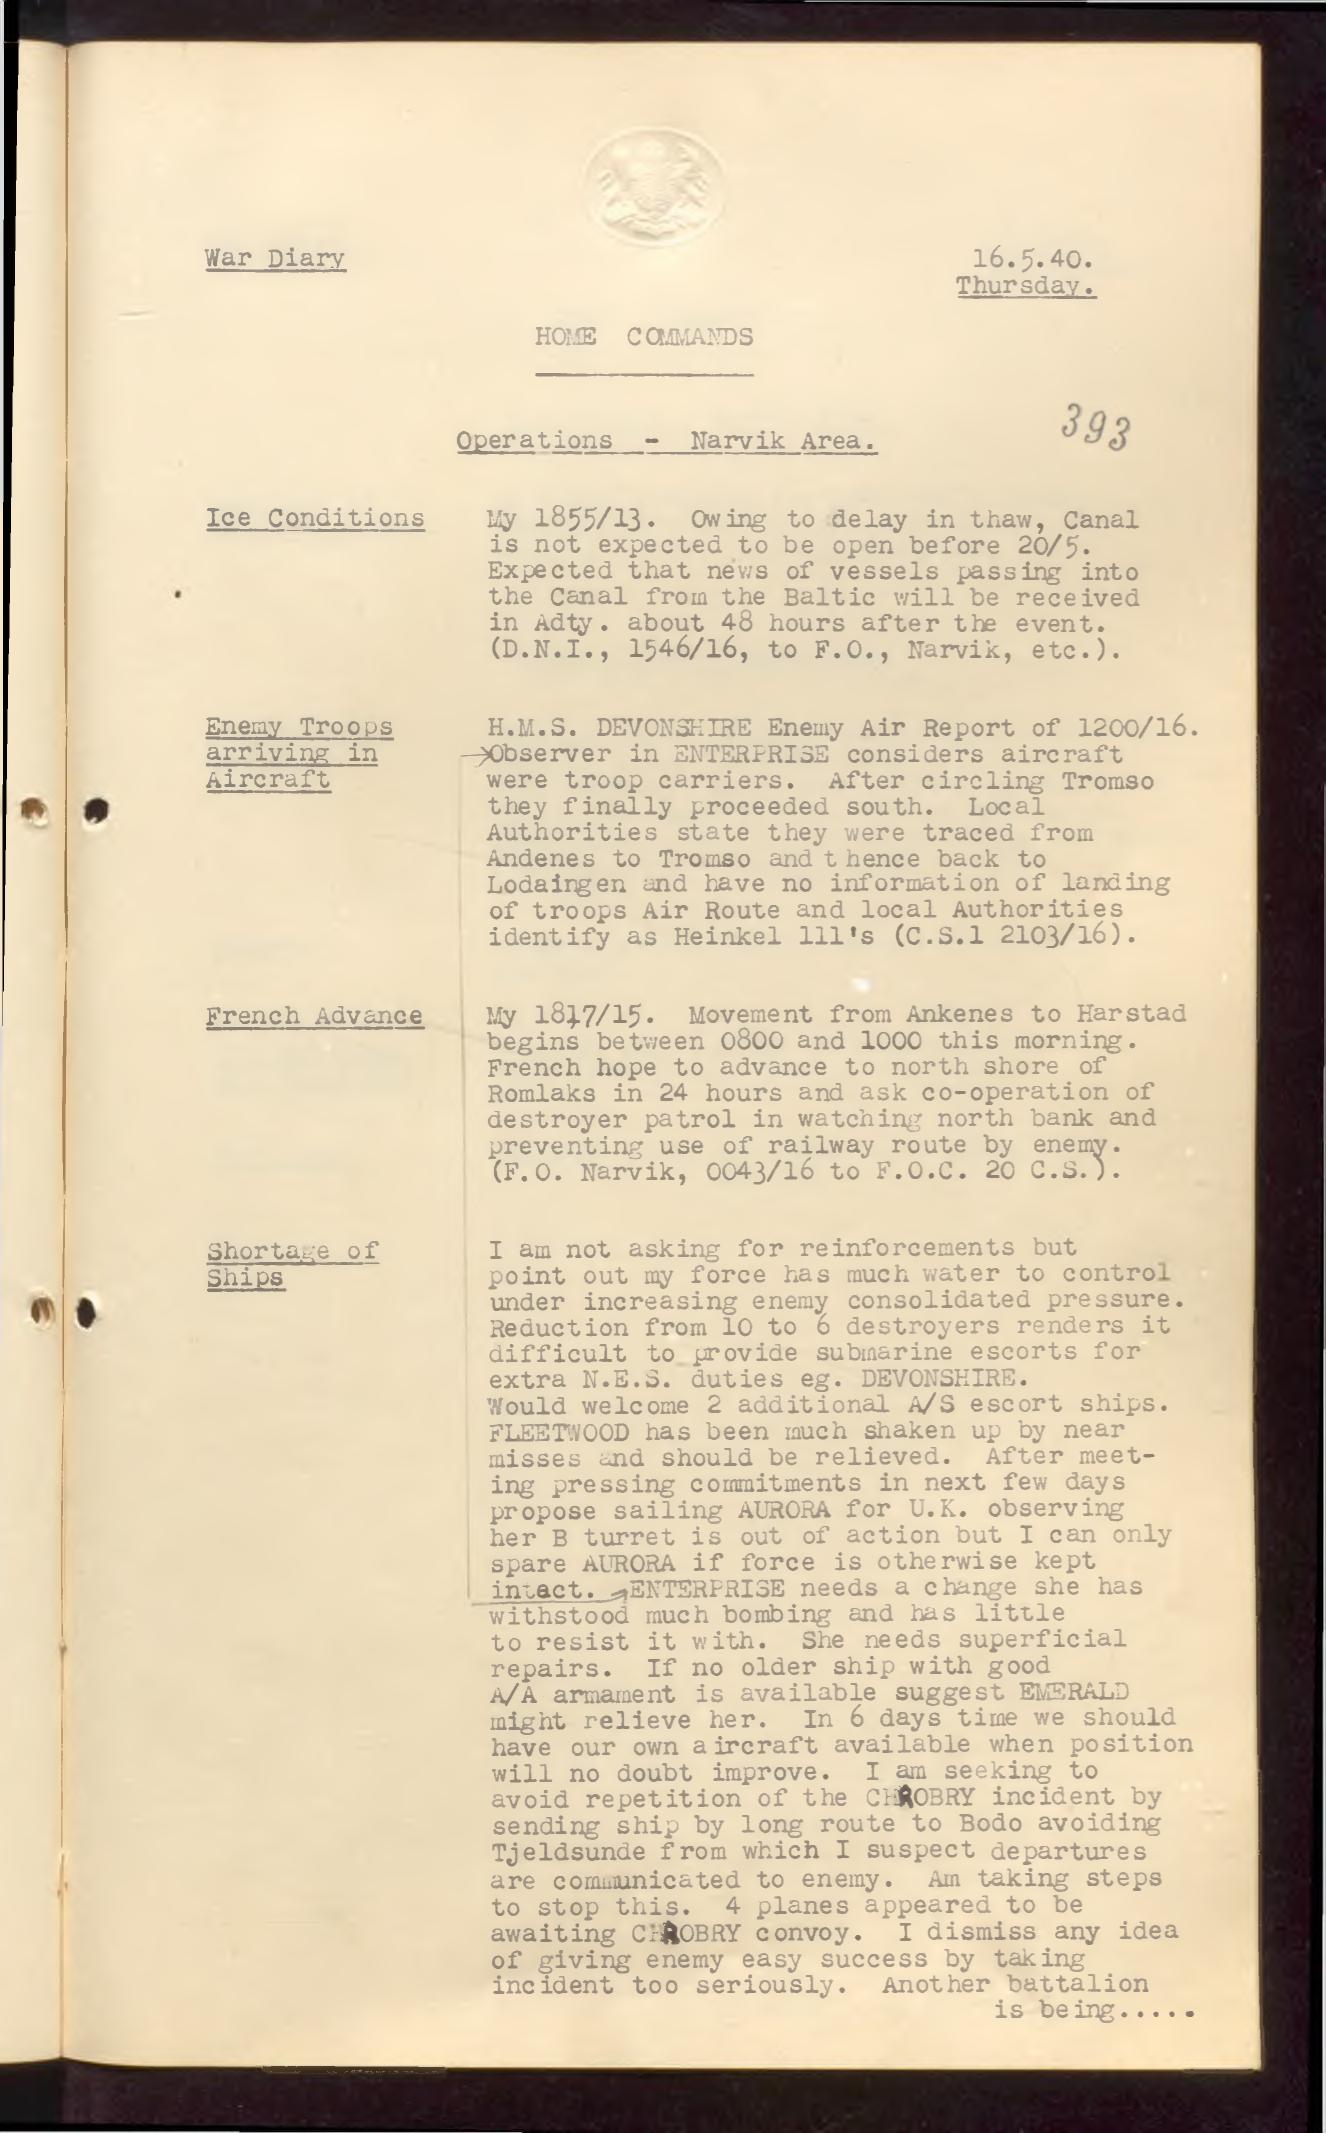 War Diary
16.5.40.
Thursday.
HOME COMMANDS
393
Operations - Narvik Area.
Ice Conditions
My 1855/13. Owing to delay in thaw, Canal
is not expected to be open before 20/5.
Expected that news of vessels passing into
the Canal from the Baltic will be received
in Adty. about 48 hours after the event.
(D.N.I., 1546/16, to F.O., Narvik, etc.).
Enemy Troops
arriving in
Aircraft
H.M.S. DEVONSHIRE Enemy Air Report of 1200/16.
Observer in ENTERPRISE considers aircraft
were troop carriers. After circling Tromso
they finally proceeded south. Local
Authorities state they were traced from
Andenes to Tromso and thence back to
Lodaingen and have no information of landing
of troops Air Route and local Authorities
identify as Heinkel 111's (C.S.1 2103/16).
French Advance
My 1817/15. Movement from Ankenes to Harstad
begins between 0800 and 1000 this morning.
French hope to advance to north shore of
Romlaks in 24 hours and ask co-operation of
destroyer patrol in watching north bank and
preventing use of railway route by enemy.
(F.O. Narvik, 0043/16 to F.O.C. 20 C.S.).
Shortage of
Ships
I am not asking for reinforcements but
point out my force has much water to control
under increasing enemy consolidated pressure.
Reduction from 10 to 6 destroyers renders it
difficult to provide submarine escorts for
extra N.E.S. duties eg. DEVONSHIRE.
Would welcome 2 additional A/S escort ships.
FLEETWOOD has been much shaken up by near
misses and should be relieved. After meet-
ing pressing commitments in next few days
propose sailing AURORA for U.K. observing
her B turret is out of action but I can only
spare AURORA if force is otherwise kept
intact. ENTERPRISE needs a change she has
withstood much bombing and has little
to resist it with. She needs superficial
repairs. If no older ship with good
A/A armament is available suggest EMERALD
might relieve her. In 6 days time we should
have our own aircraft available when position
will no doubt improve. I am seeking to
avoid repetition of the CHROBRY incident by
sending ship by long route to Bodo avoiding
Tjeldsunde from which I suspect departures
are communicated to enemy. Am taking steps
to stop this. 4 planes appeared to be
awaiting CHROBRY convoy. I dismiss any idea
of giving enemy easy success by taking
incident too seriously. Another battalion
is being.....